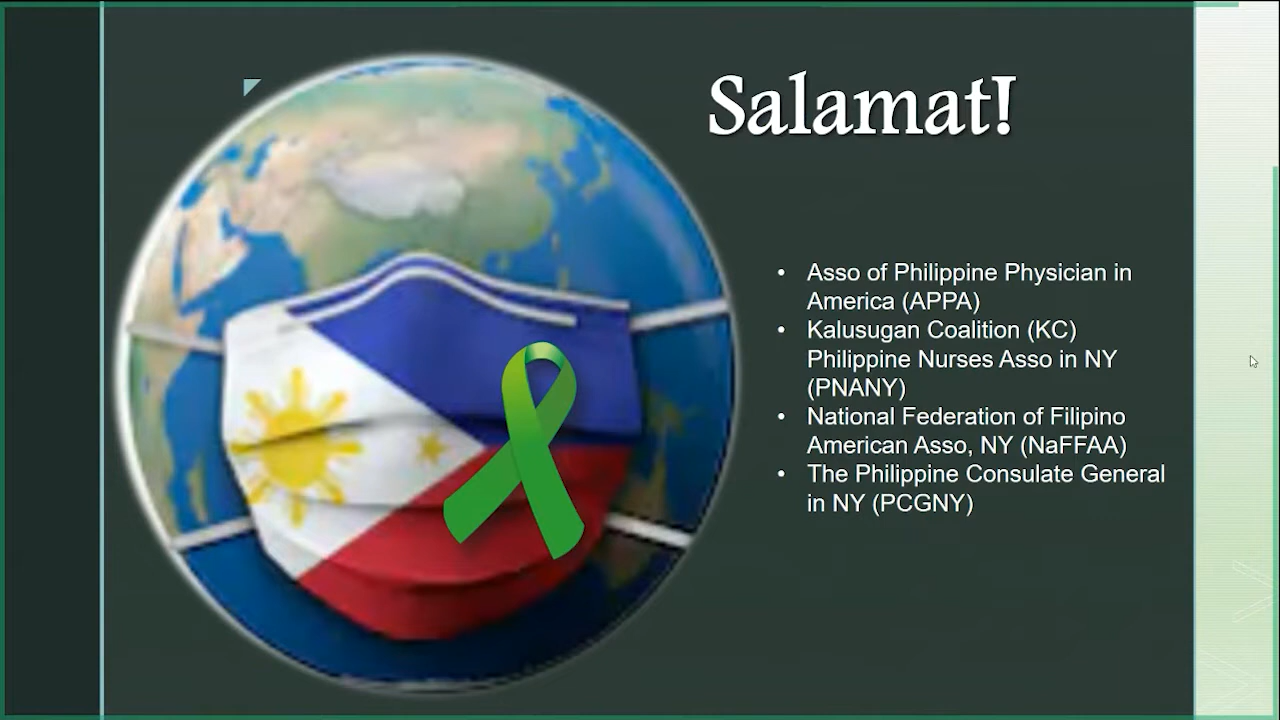 Salamat!
• Asso of Philippine Physician in
America (APPA)
• Kalusugan Coalition (KC)
Philippine Nurses Asso in NY
(PNANY)
• National Federation of Filipino
American Asso, NY (NaFFAA)
• The Philippine Consulate General
in NY (PCGNY)